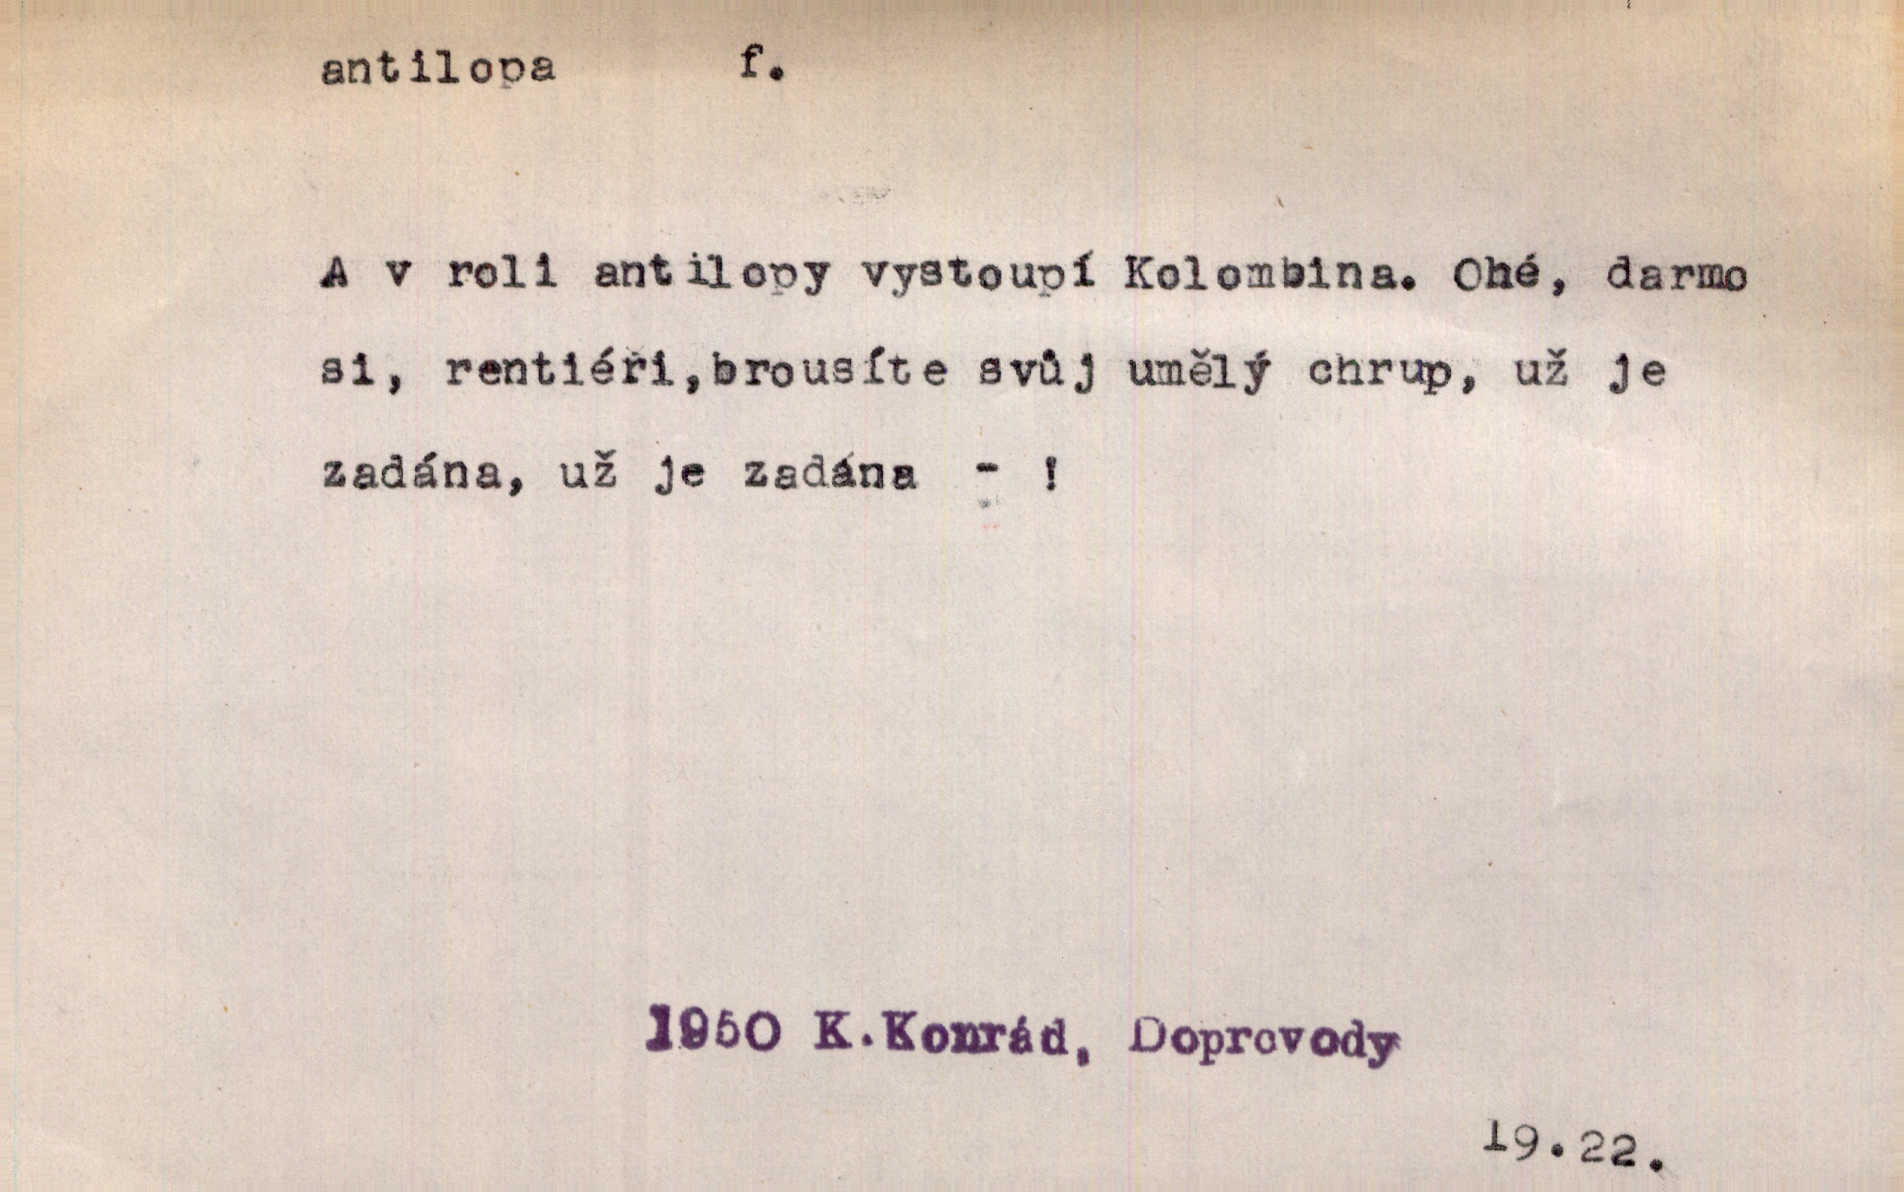 antilopa f.
A v roli antilopy vystoupí Kolombina. Ohé, darmo
si, rentiéři,brousíte svůj umělý chrup, už je
zadána, už je zadána - !
1950 K.Konrád, Doprovody
19.22.